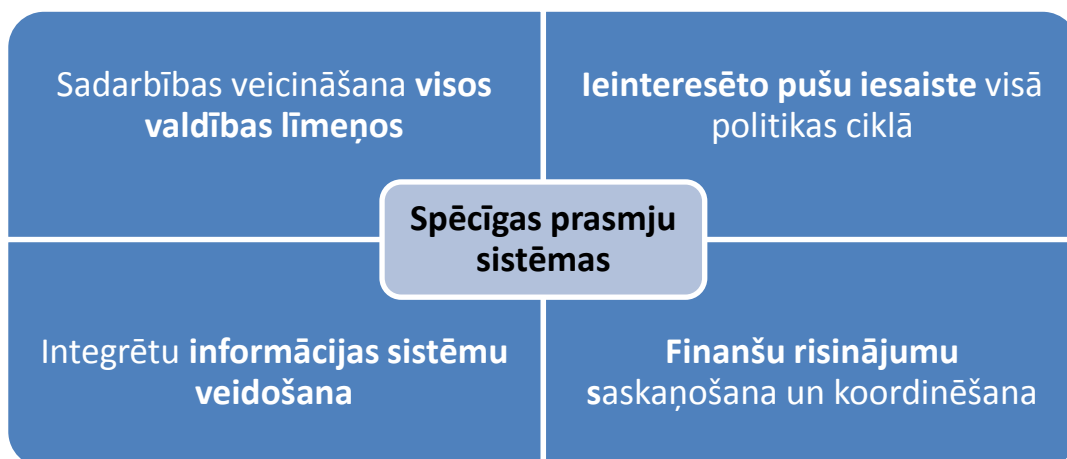 Sadarbības veicināšana visos
valdības līmeņos
Ieinteresēto pušu iesaiste visā
politikas ciklā
Spēcīgas prasmju
sistēmas
Integrētu informācijas sistēmu
veidošana
Finanšu risinājumu
saskaņošana un koordinēšana